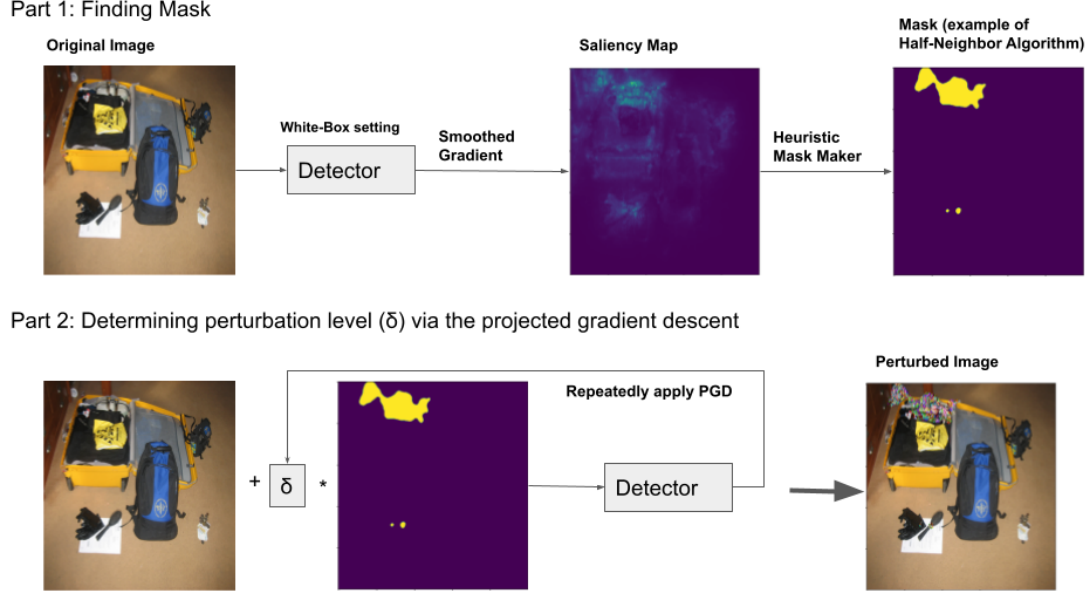 Part 1: Finding Mask
Original Image
Saliency Map
Mask (example of
Half-Neighbor Algorithm)
White-Box setting
Detector
Smoothed
Gradient
Heuristic
Mask Maker
Part 2: Determining perturbation level (δ) via the projected gradient descent
Perturbed Image
Repeatedly apply PGD
+
δ
*
Detector